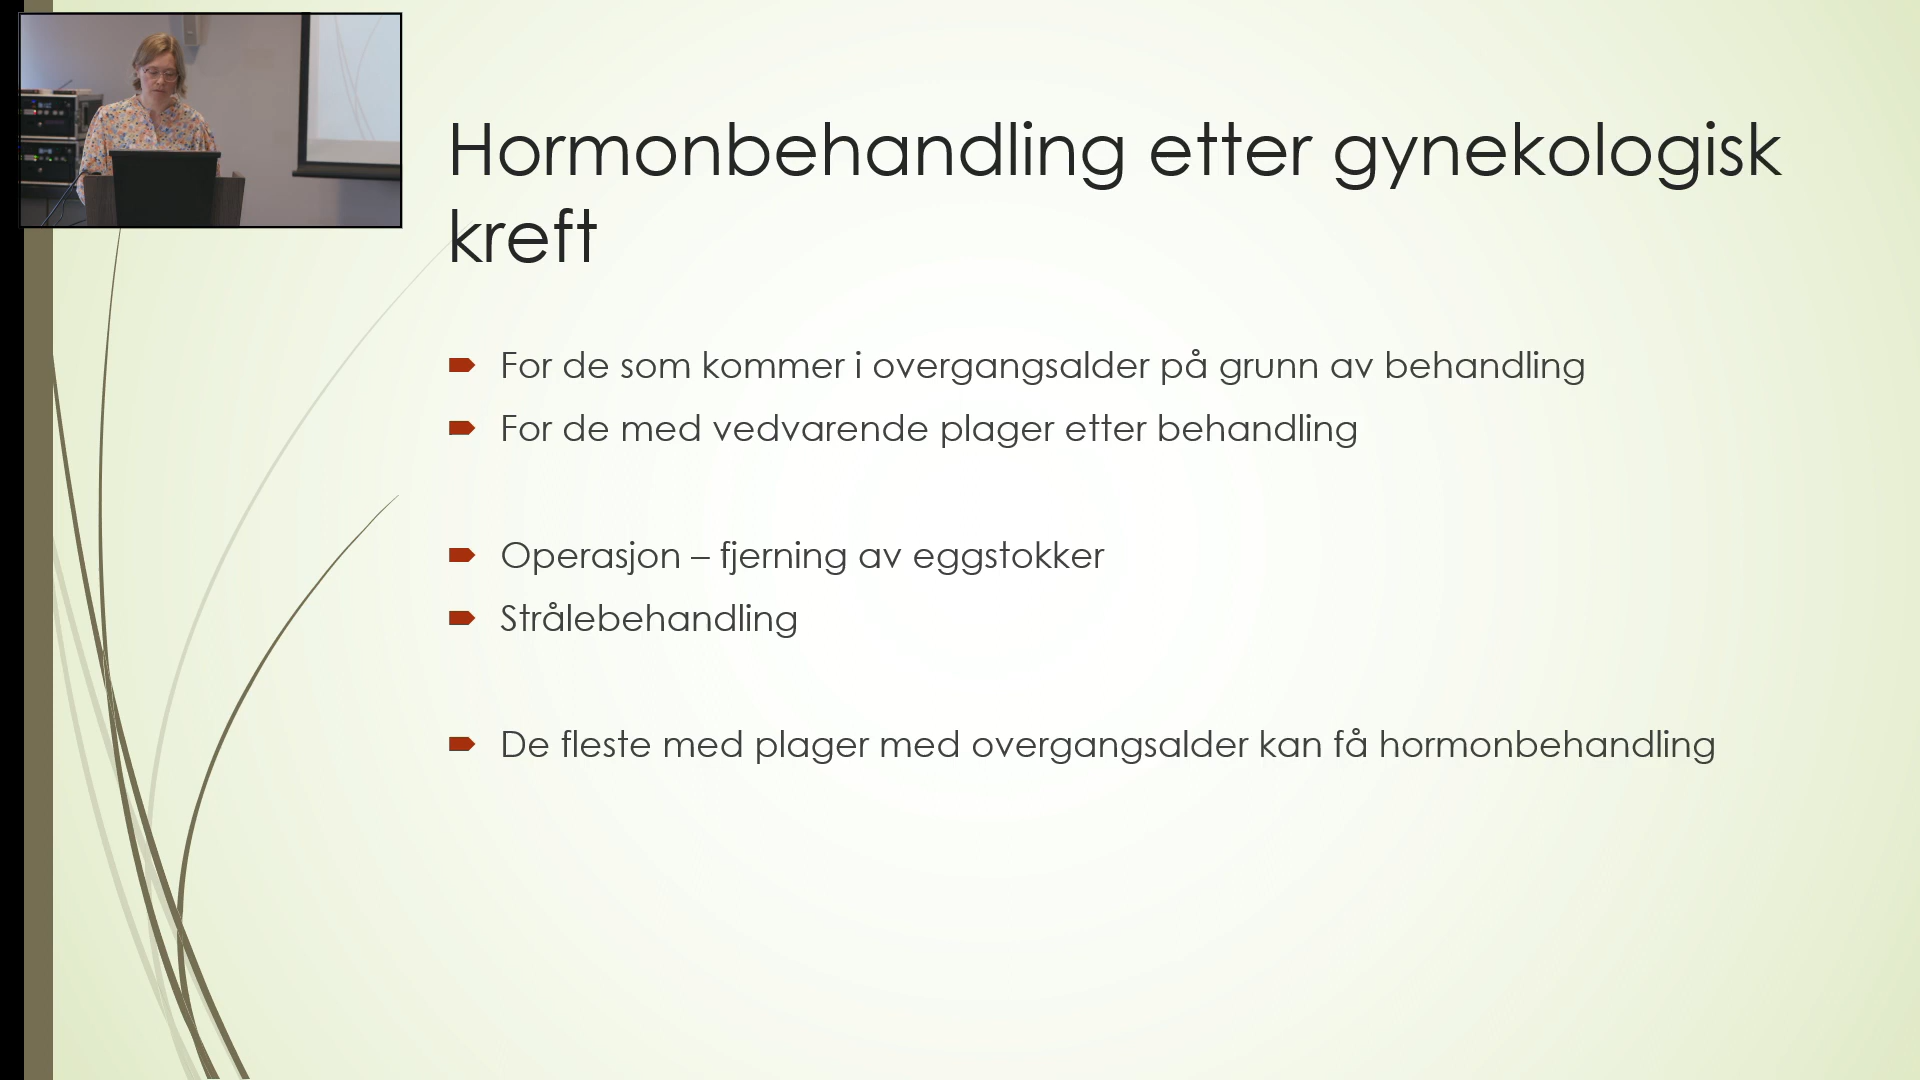 Hormonbehandling etter gynekologisk
kreft
For de som kommer i overgangsalder på grunn av behandling
For de med vedvarende plager etter behandling
Operasjon – fjerning av eggstokker
Strålebehandling
De fleste med plager med overgangsalder kan få hormonbehandling